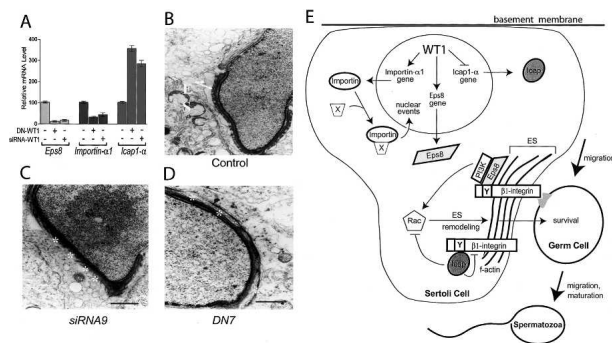 A
Relative mRNA Level
400
300
200
100
0
DN-WT1
siRNA-WT1
Eps8
Importin-α1
Icap1-α
B
Control
C
siRNA9
D
DN7
E
basement membrane
WT1
Importin-α1
gene
Icap1-α
gene
Icap
Importin
Eps8
gene
nuclear
events
X
Importin
X
Eps8
ES
PI3K
Eps8
migration
Y
β1-integrin
Rac
ES
remodeling
survival
Germ Cell
Y
β1-integrin
Icap
f-actin
Sertoli Cell
migration,
maturation
Spermatozoa